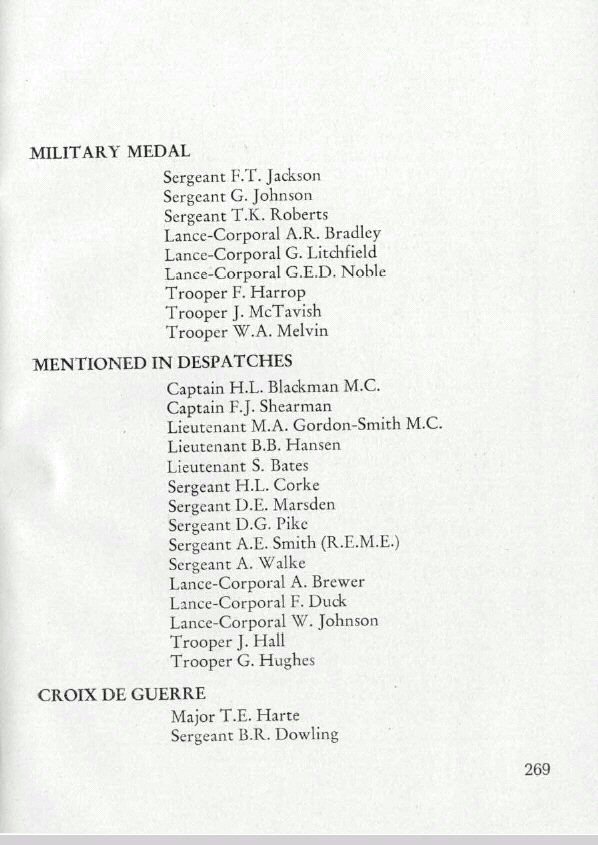 MILITARY MEDAL
Sergeant F.T. Jackson
Sergeant G. Johnson
Sergeant T.K. Roberts
Lance-Corporal A.R. Bradley
Lance-Corporal G. Litchfield
Lance-Corporal G.E.D. Noble
Trooper F. Harrop
Trooper J. McTavish
Trooper W.A. Melvin
MENTIONED IN DESPATCHES
Captain H.L. Blackman M.C.
Captain F.J. Shearman
Lieutenant M.A. Gordon-Smith M.C.
Lieutenant B.B. Hansen
Lieutenant S. Bates
Sergeant H.L. Corke
Sergeant D.E. Marsden
Sergeant D.G. Pike
Sergeant A.E. Smith (R.E.M.E.)
Sergeant A. Walke
Lance-Corporal A. Brewer
Lance-Corporal F. Duck
Lance-Corporal W. Johnson
Trooper J. Hall
Trooper G. Hughes
CROIX DE GUERRE
Major T.E. Harte
Sergeant B.R. Dowling
269